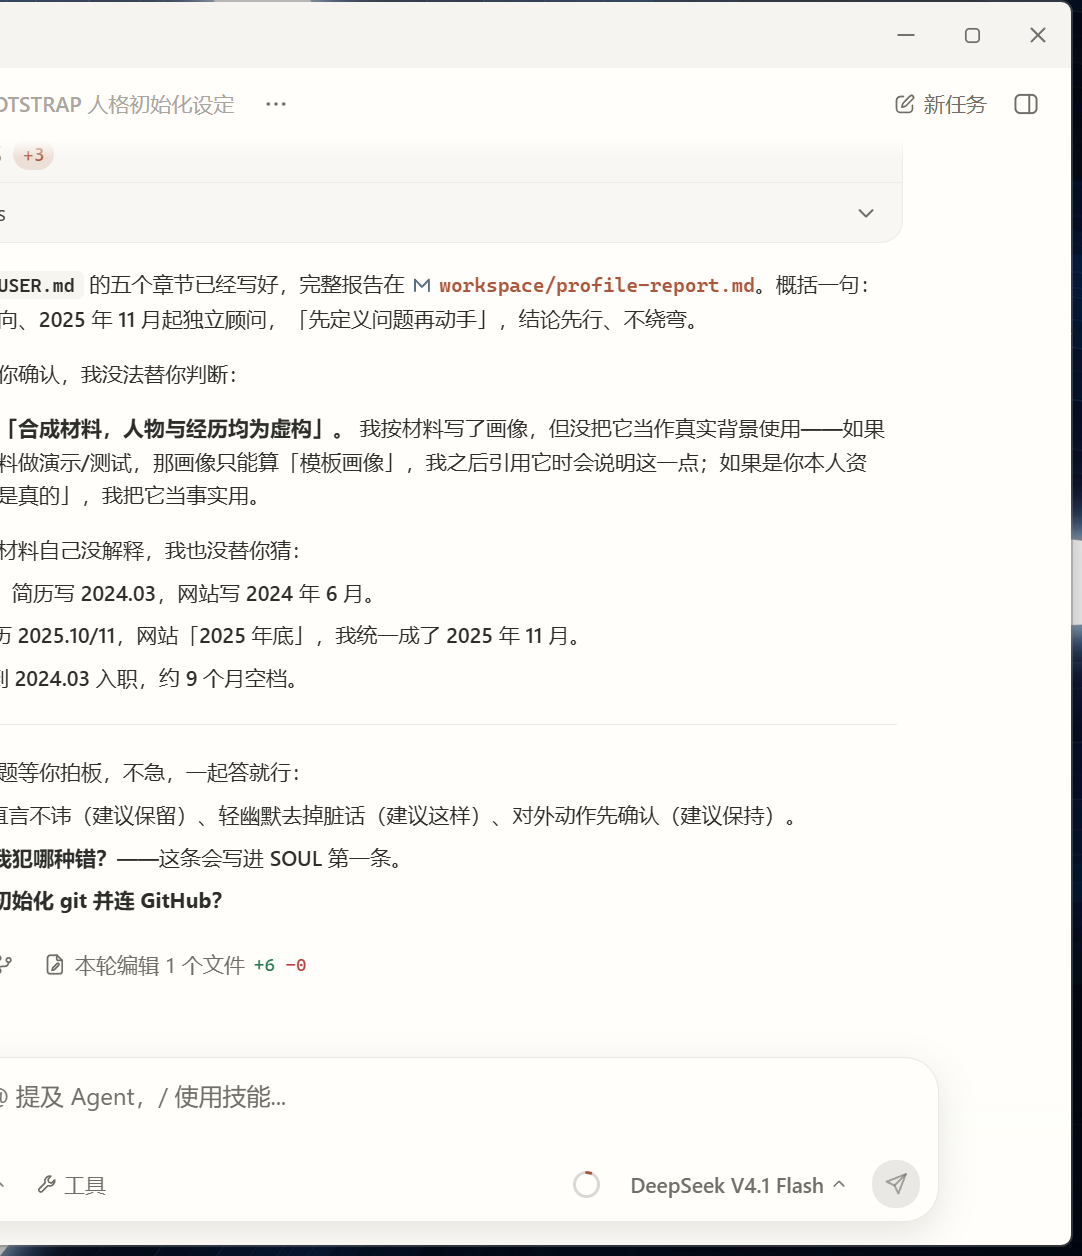 OTSTRAP 人格初始化设定 ···
新任务
+3
s
USER.md 的五个章节已经写好，完整报告在 workspace/profile-report.md。概括一句：
向、2025 年 11 月起独立顾问，「先定义问题再动手」，结论先行、不绕弯。
你确认，我没法替你判断：
「合成材料，人物与经历均为虚构」。我按材料写了画像，但没把它当作真实背景使用——如果
料做演示/测试，那画像只能算「模板画像」，我之后引用它时会说明这一点；如果是你本人资
是真的」，我把它当事实用。
材料自己没解释，我也没替你猜：
简历写 2024.03，网站写 2024 年 6 月。
历 2025.10/11，网站「2025 年底」，我统一成了 2025 年 11 月。
到 2024.03 入职，约 9 个月空档。
题等你拍板，不急，一起答就行：
直言不讳（建议保留）、轻幽默去掉脏话（建议这样）、对外动作先确认（建议保持）。
我犯哪种错？——这条会写进 SOUL 第一条。
初始化 git 并连 GitHub？
本轮编辑 1 个文件 +6 -0
@ 提及 Agent，/ 使用技能...
工具
DeepSeek V4.1 Flash